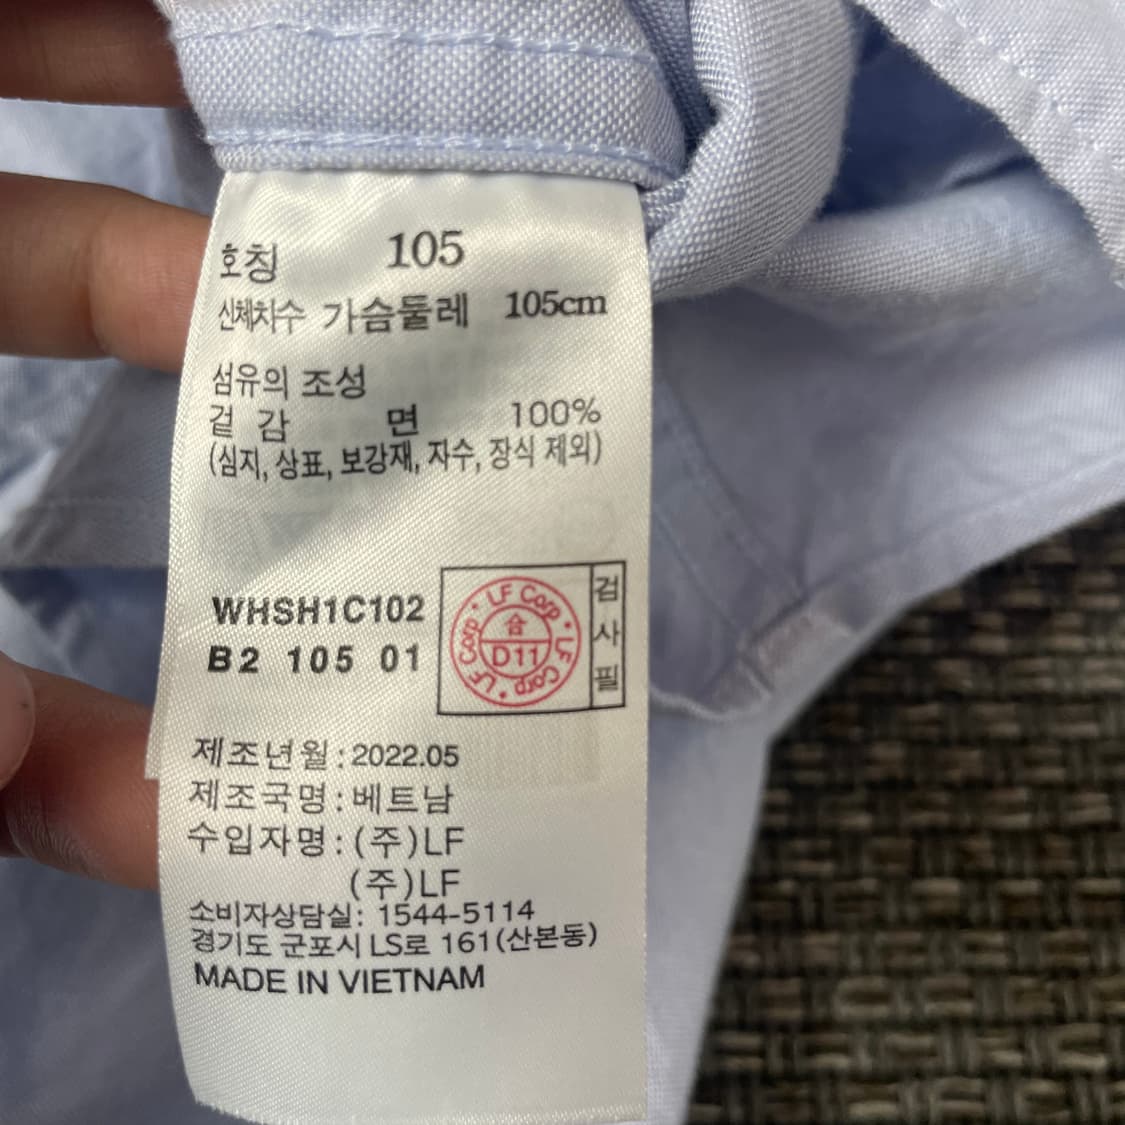 호칭 105
신체치수 가슴둘레 105cm
섬유의 조성
겉 감 면 100%
(심지, 상표, 보강재, 자수, 장식 제외)
WHSH1C102
B2 105 01
LF Corp · LF Corp · LF Corp ·
合
D11
검사필
제조년월 : 2022.05
제조국명 : 베트남
수입자명 : (주)LF
(주)LF
소비자상담실: 1544-5114
경기도 군포시 LS로 161(산본동)
MADE IN VIETNAM